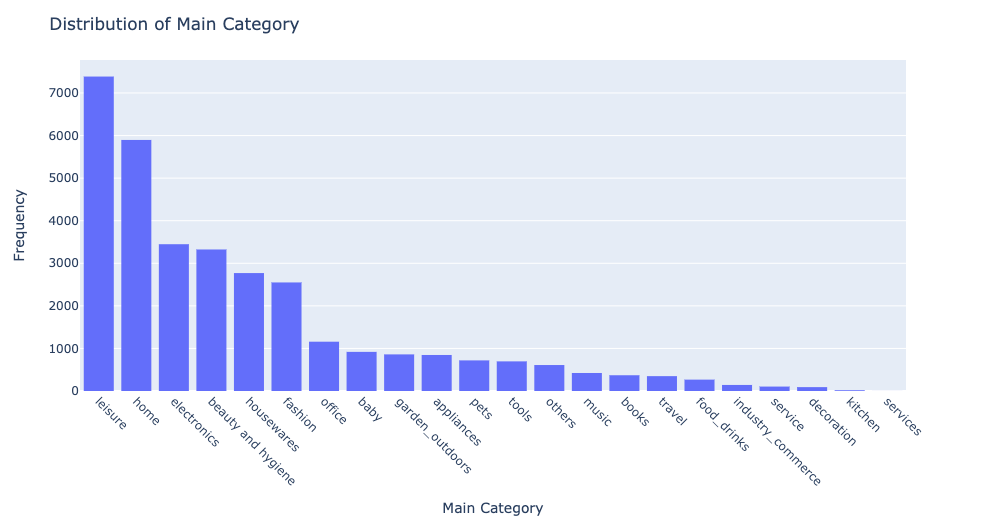 Distribution of Main Category
Frequency
7000
6000
5000
4000
3000
2000
1000
0
leisure
home
electronics
beauty and hygiene
housewares
fashion
office
baby
garden_outdoors
appliances
pets
tools
others
music
books
travel
food_drinks
industry_commerce
service
decoration
kitchen
services
Main Category